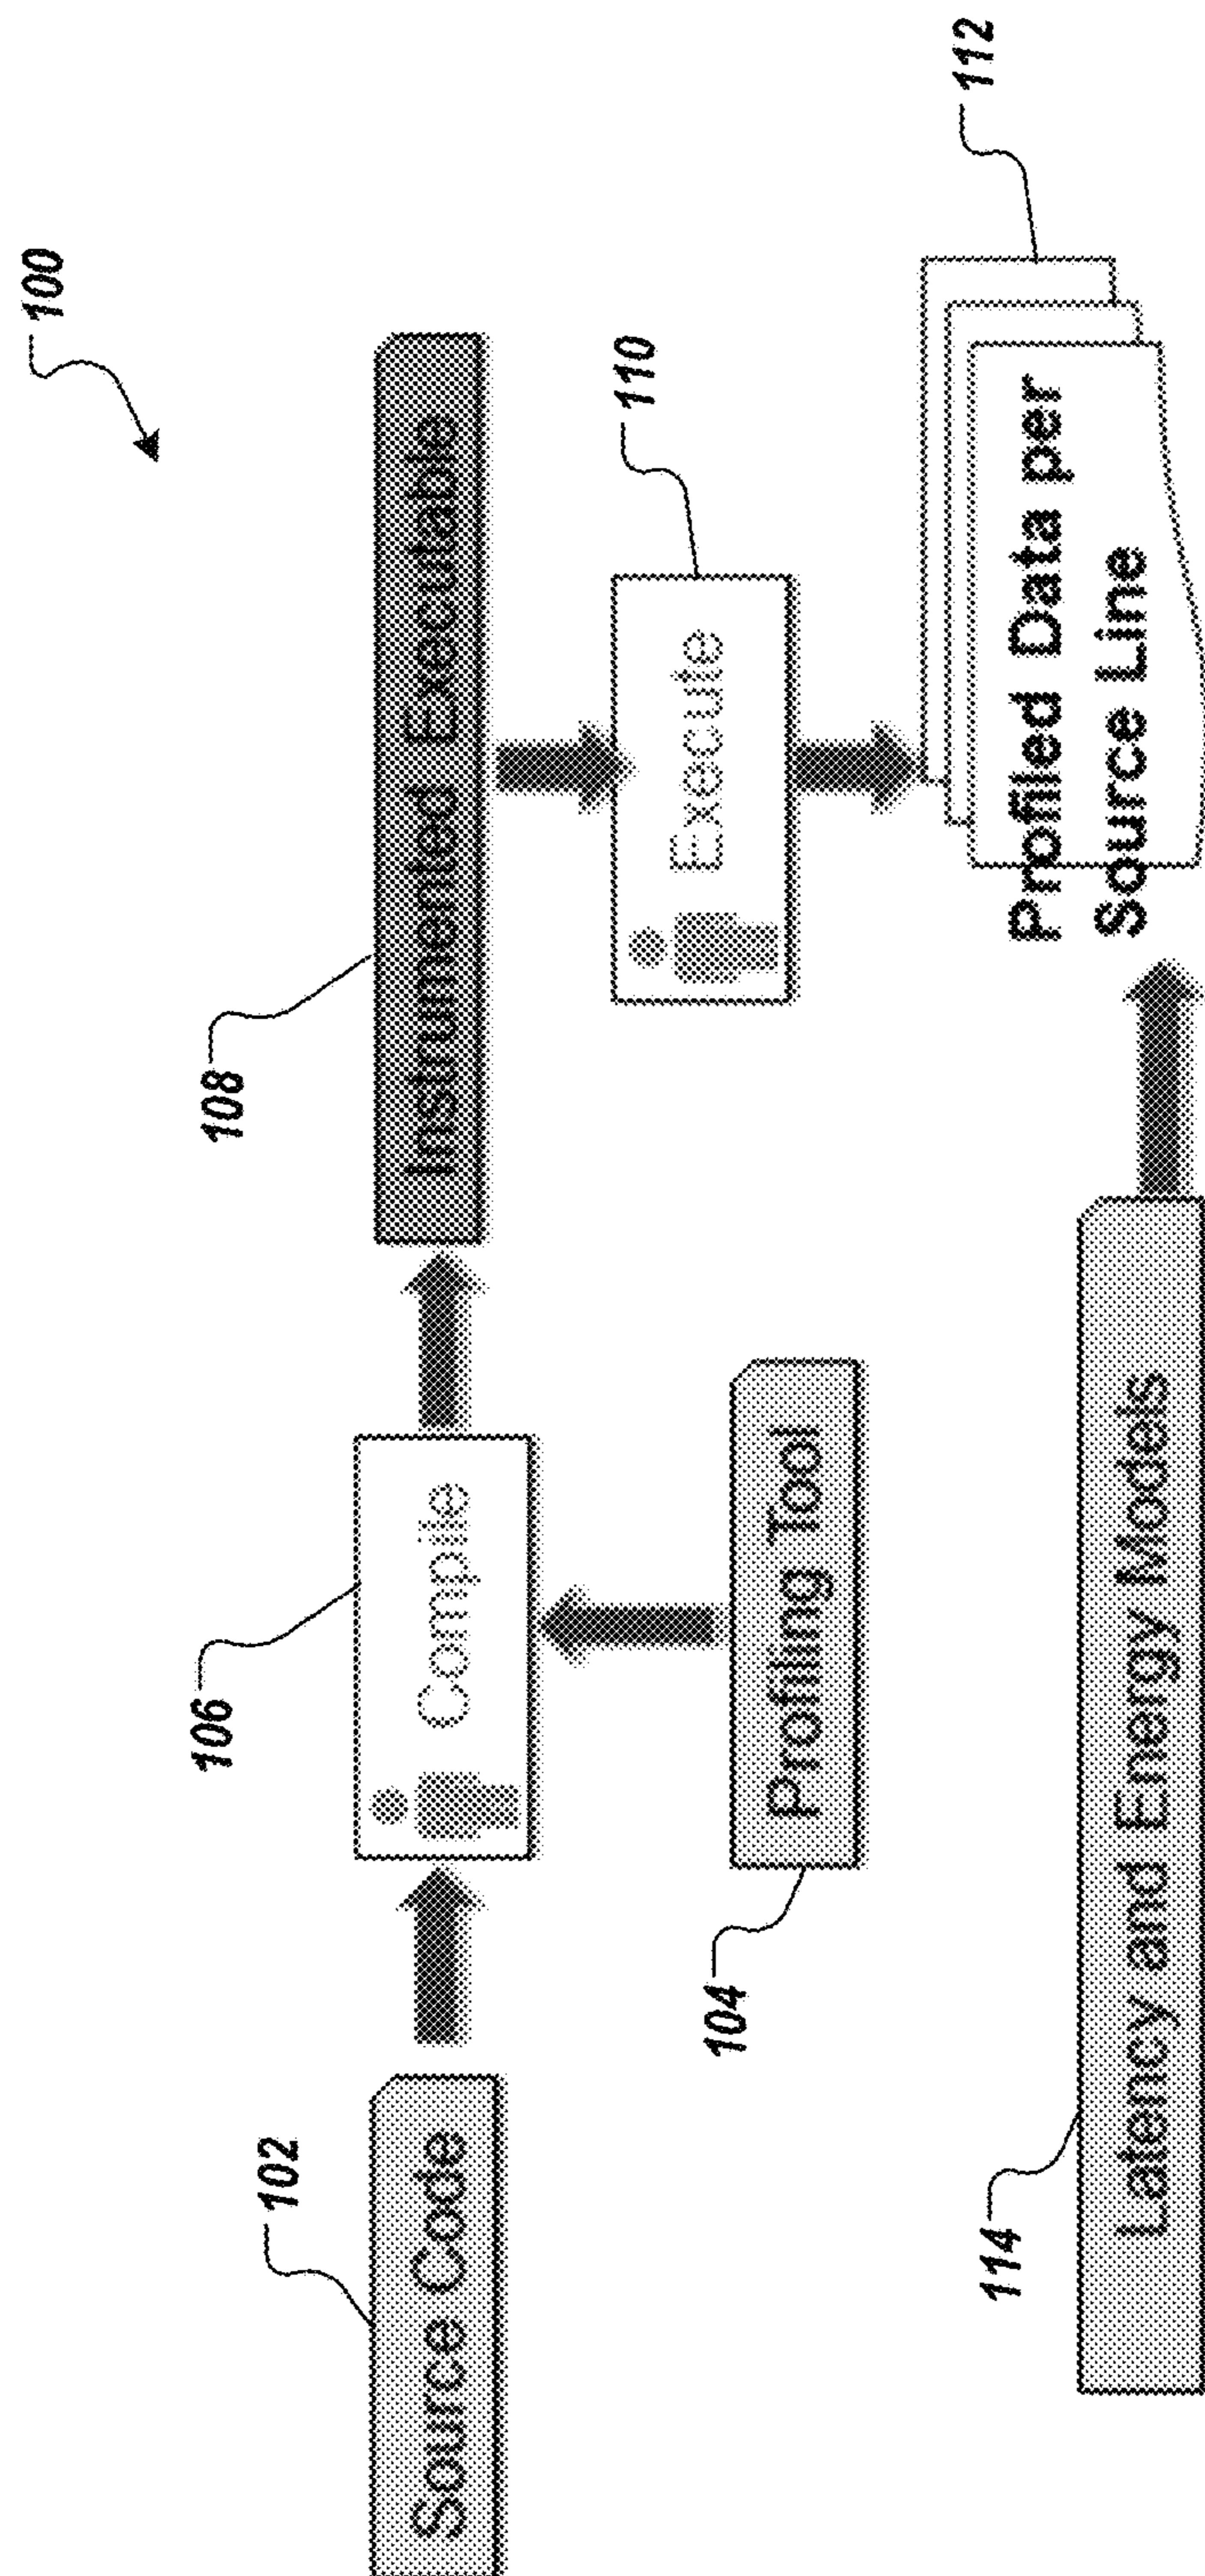 100
108
102
106
Source Code
Compile
Instrumented Executable
110
104
Profiling Tool
Execute
112
114
Latency and Energy Models
Profiled Data per
Source Line